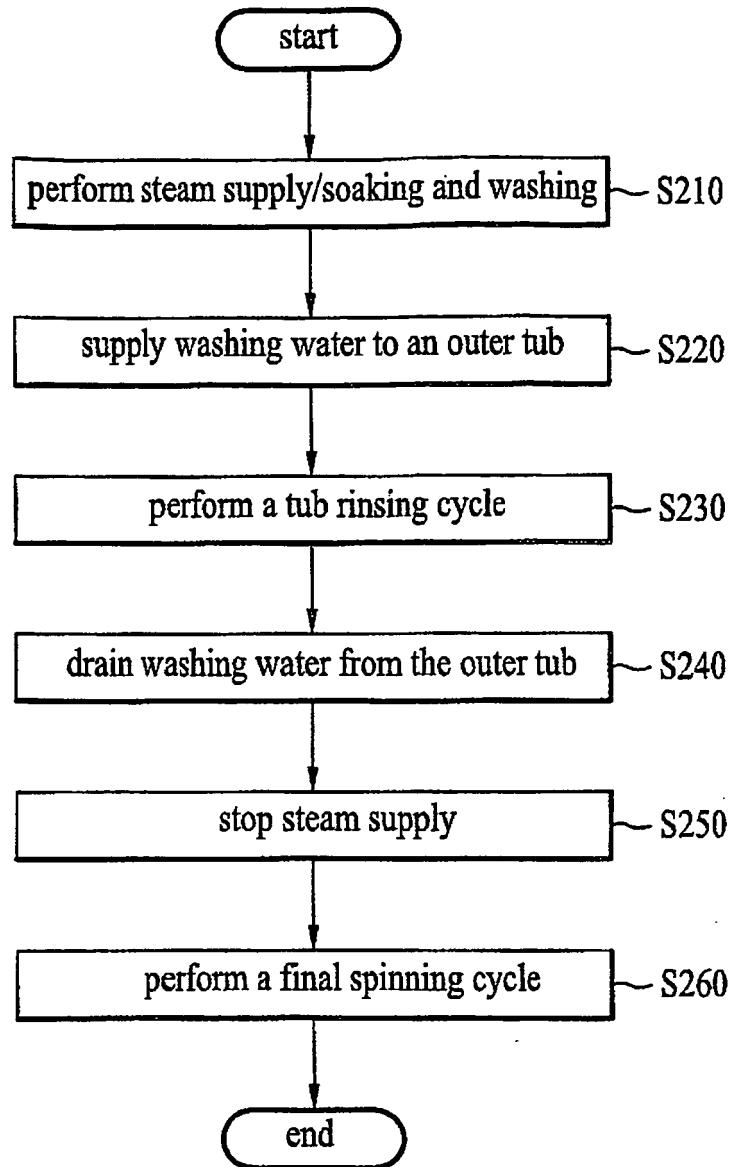 start
perform steam supply/soaking and washing S210
supply washing water to an outer tub S220
perform a tub rinsing cycle S230
drain washing water from the outer tub S240
stop steam supply S250
perform a final spinning cycle S260
end